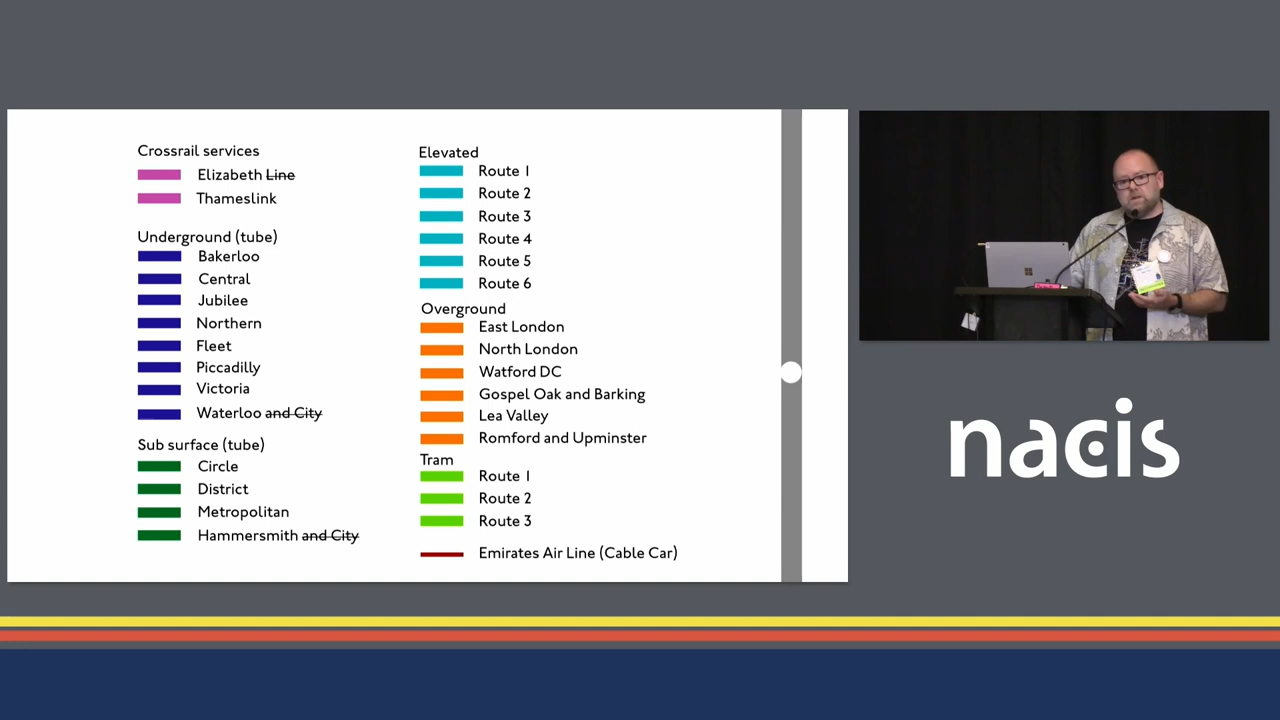 Crossrail services
Elizabeth Line
Thameslink
Underground (tube)
Bakerloo
Central
Jubilee
Northern
Fleet
Piccadilly
Victoria
Waterloo and City
Sub surface (tube)
Circle
District
Metropolitan
Hammersmith and City
Elevated
Route 1
Route 2
Route 3
Route 4
Route 5
Route 6
Overground
East London
North London
Watford DC
Gospel Oak and Barking
Lea Valley
Romford and Upminster
Tram
Route 1
Route 2
Route 3
Emirates Air Line (Cable Car)
nacis